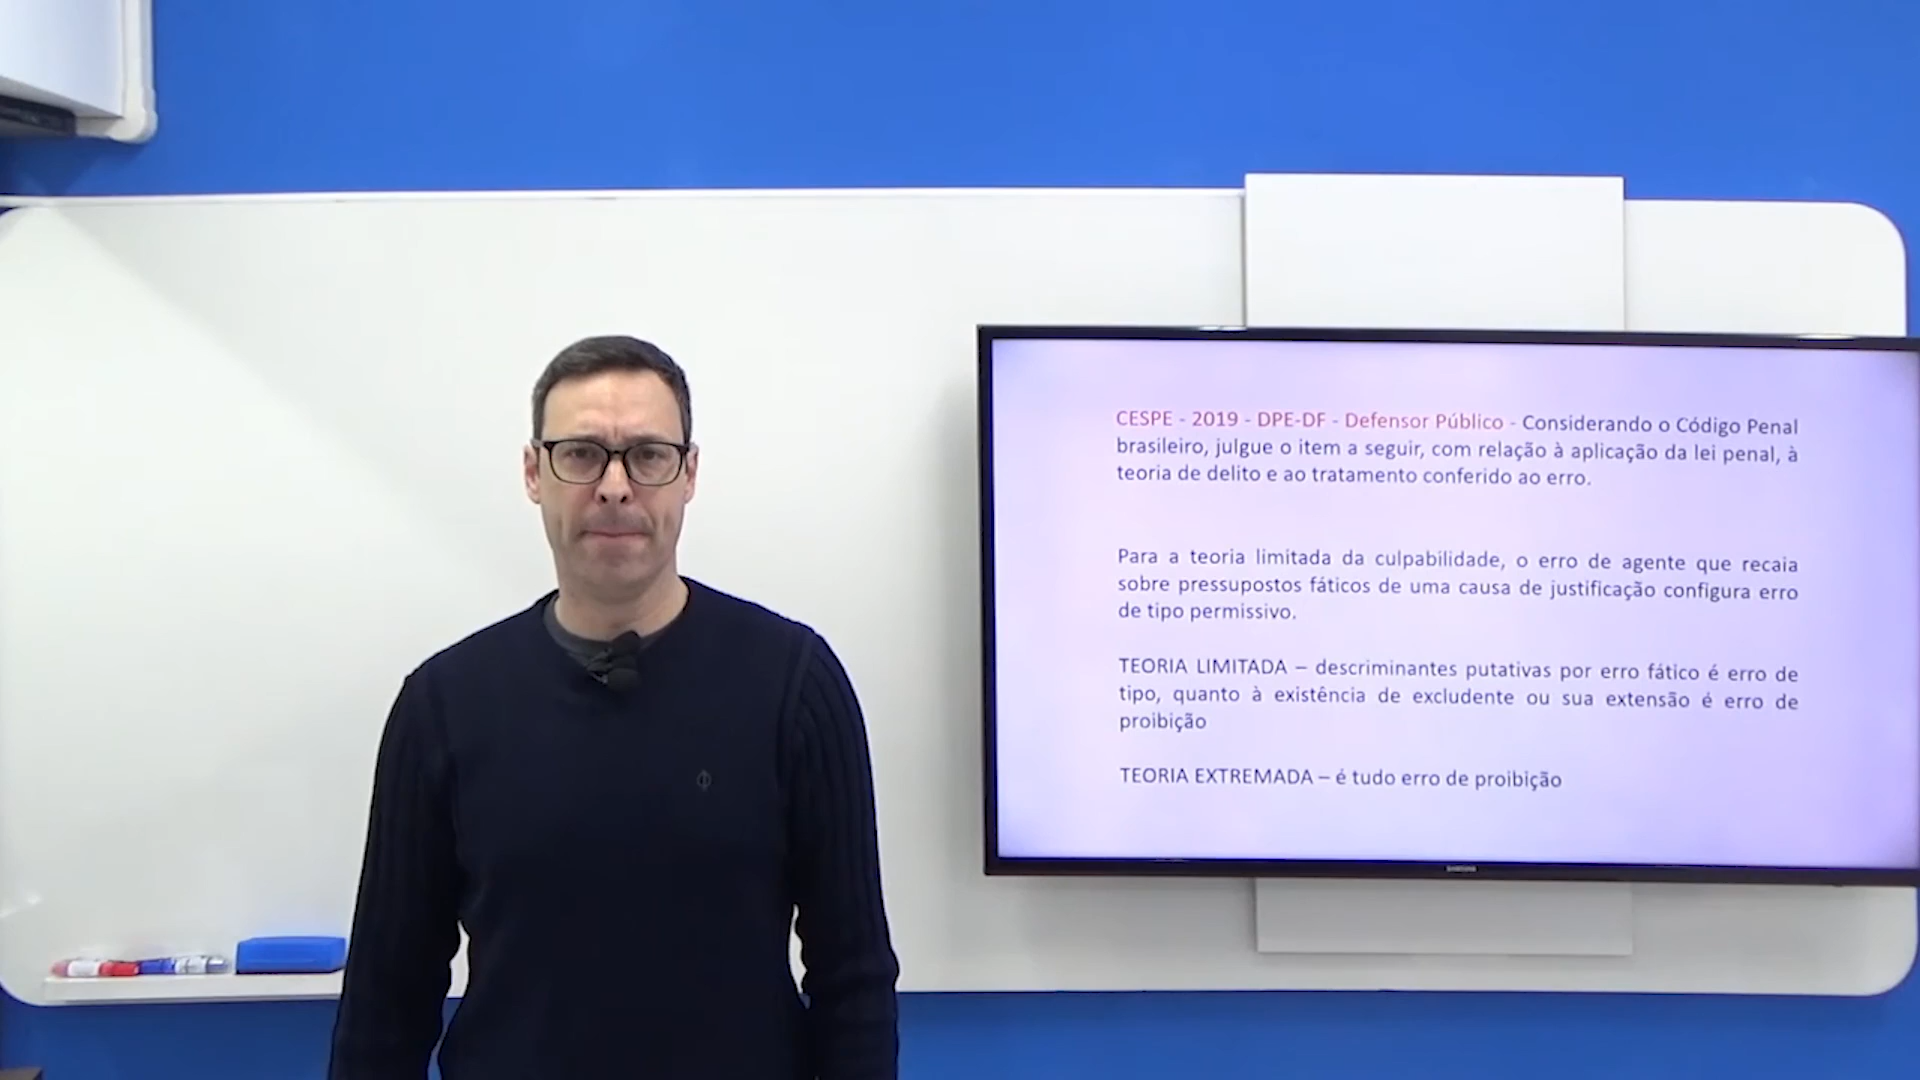 CESPE - 2019 - DPE-DF - Defensor Público - Considerando o Código Penal
brasileiro, julgue o item a seguir, com relação à aplicação da lei penal, à
teoria de delito e ao tratamento conferido ao erro.
Para a teoria limitada da culpabilidade, o erro de agente que recaia
sobre pressupostos fáticos de uma causa de justificação configura erro
de tipo permissivo.
TEORIA LIMITADA – descriminantes putativas por erro fático é erro de
tipo, quanto à existência de excludente ou sua extensão é erro de
proibição
TEORIA EXTREMADA – é tudo erro de proibição
SAMSUNG